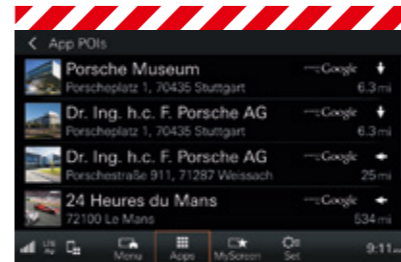 App POIs
Porsche Museum
Google
Porscheplatz 1, 70435 Stuttgart
6.3 mi
Dr. Ing. h.c. F. Porsche AG
Google
Porscheplatz 1, 70435 Stuttgart
6.3 mi
Dr. Ing. h.c. F. Porsche AG
Google
Porschestraße 911, 71287 Weissach
25 mi
24 Heures du Mans
Google
72100 Le Mans
534 mi
Menu Apps MyScreen Set 9:11